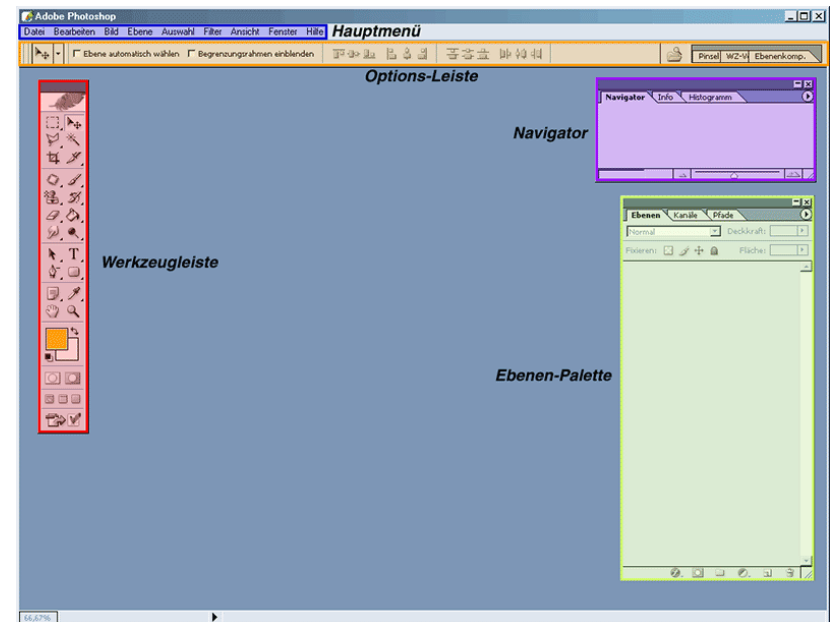 Adobe Photoshop
Datei Bearbeiten Bild Ebene Auswahl Filter Ansicht Fenster Hilfe Hauptmenü
Ebene automatisch wählen Begrenzungsrahmen einblenden Pinsel WZ-V Ebenenkomp.
Options-Leiste
Navigator Info Histogramm
Navigator
Ebenen Kanäle Pfade
Normal Deckkraft:
Fixieren: Fläche:
T
Werkzeugleiste
Ebenen-Palette
66,67%